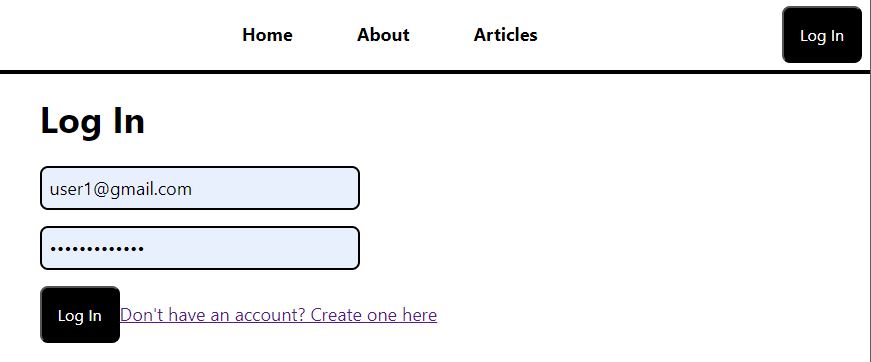 Home About Articles Log In
Log In
user1@gmail.com
•••••••••••••
Log In Don't have an account? Create one here